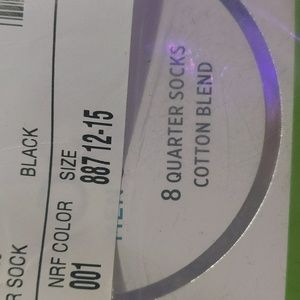 BLACK
SOCK
NRF COLOR SIZE
001 887 12-15
8 QUARTER SOCKS
COTTON BLEND